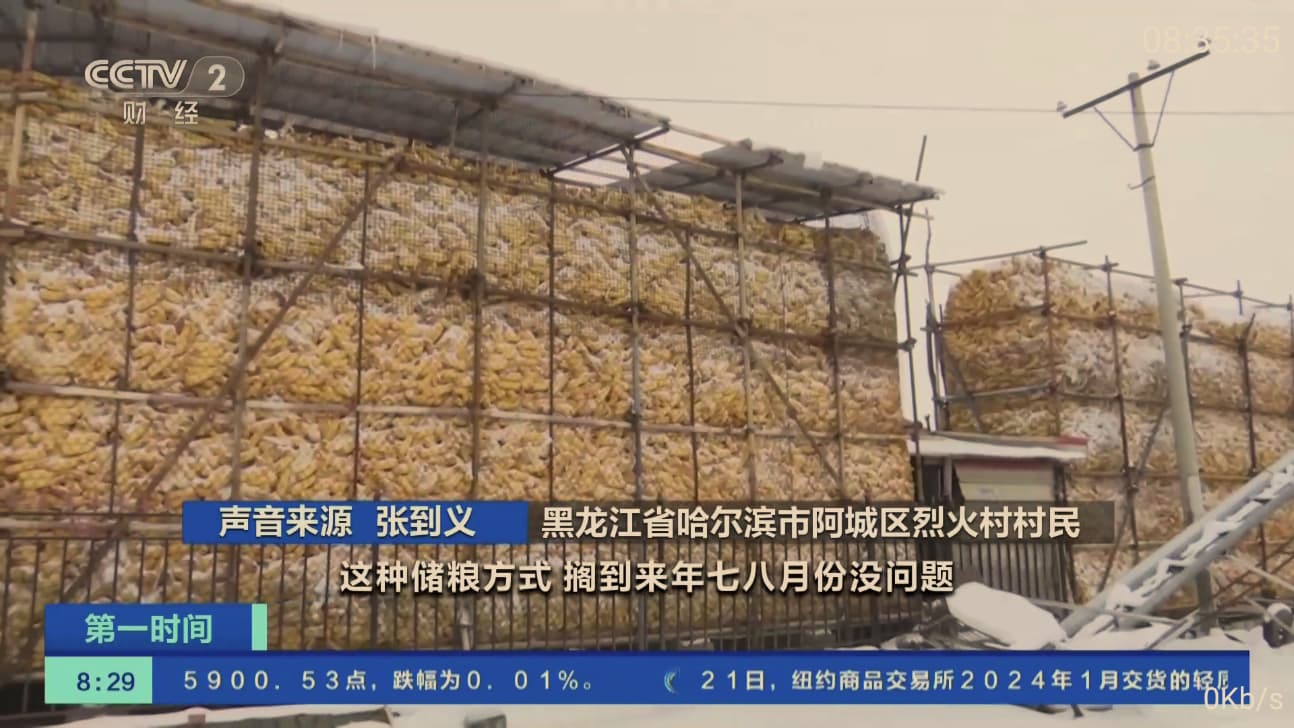 08:35:35
CCTV 2
财经
声音来源 张到义 黑龙江省哈尔滨市阿城区烈火村村民
这种储粮方式 搁到来年七八月份没问题
第一时间
8:29 5900.53点，跌幅为0.01%。 21日，纽约商品交易所2024年1月交货的轻
0Kb/s